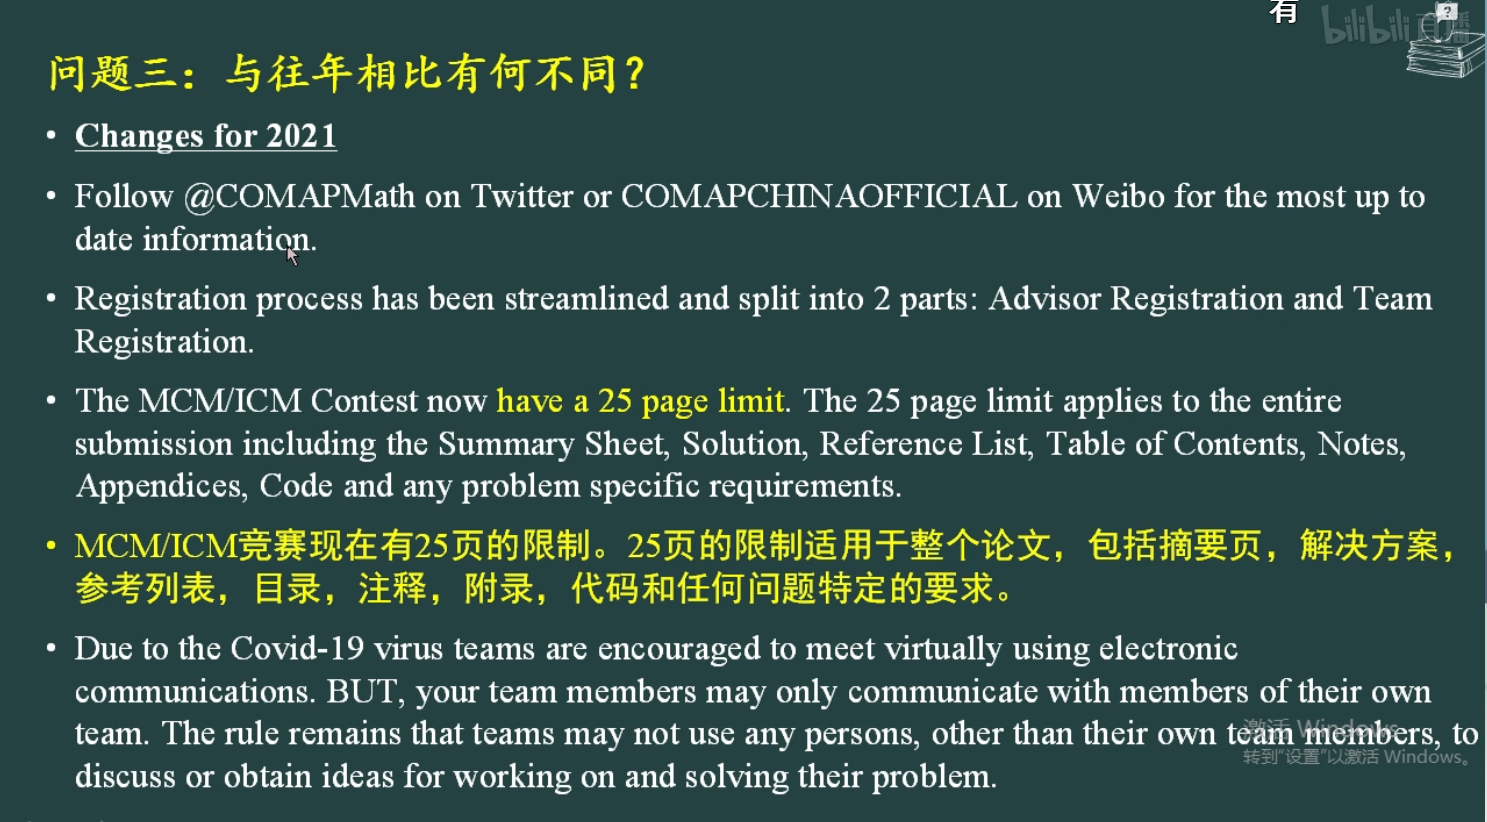 有
bilibili 直播
?
问题三：与往年相比有何不同？
• Changes for 2021
• Follow @COMAPMath on Twitter or COMAPCHINAOFFICIAL on Weibo for the most up to
date information.
• Registration process has been streamlined and split into 2 parts: Advisor Registration and Team
Registration.
• The MCM/ICM Contest now have a 25 page limit. The 25 page limit applies to the entire
submission including the Summary Sheet, Solution, Reference List, Table of Contents, Notes,
Appendices, Code and any problem specific requirements.
• MCM/ICM竞赛现在有25页的限制。25页的限制适用于整个论文，包括摘要页，解决方案，
参考列表，目录，注释，附录，代码和任何问题特定的要求。
• Due to the Covid-19 virus teams are encouraged to meet virtually using electronic
communications. BUT, your team members may only communicate with members of their own
team. The rule remains that teams may not use any persons, other than their own team members, to
discuss or obtain ideas for working on and solving their problem.
激活 Windows
转到"设置"以激活 Windows。